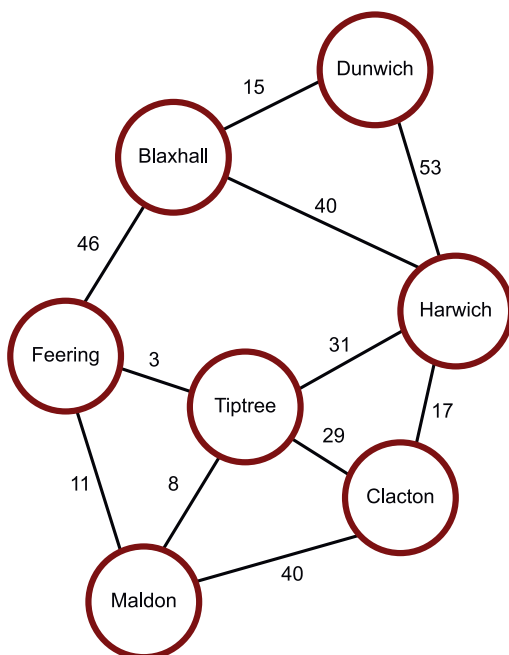 Dunwich
15
Blaxhall
53
40
46
Harwich
31
Feering
3
Tiptree
17
29
11
8
Clacton
40
Maldon